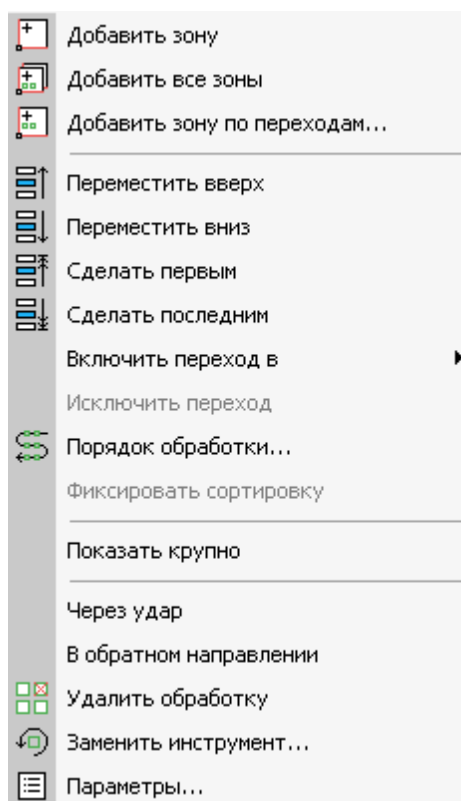 Добавить зону
Добавить все зоны
Добавить зону по переходам...
Переместить вверх
Переместить вниз
Сделать первым
Сделать последним
Включить переход в
Исключить переход
Порядок обработки...
Фиксировать сортировку
Показать крупно
Через удар
В обратном направлении
Удалить обработку
Заменить инструмент...
Параметры...